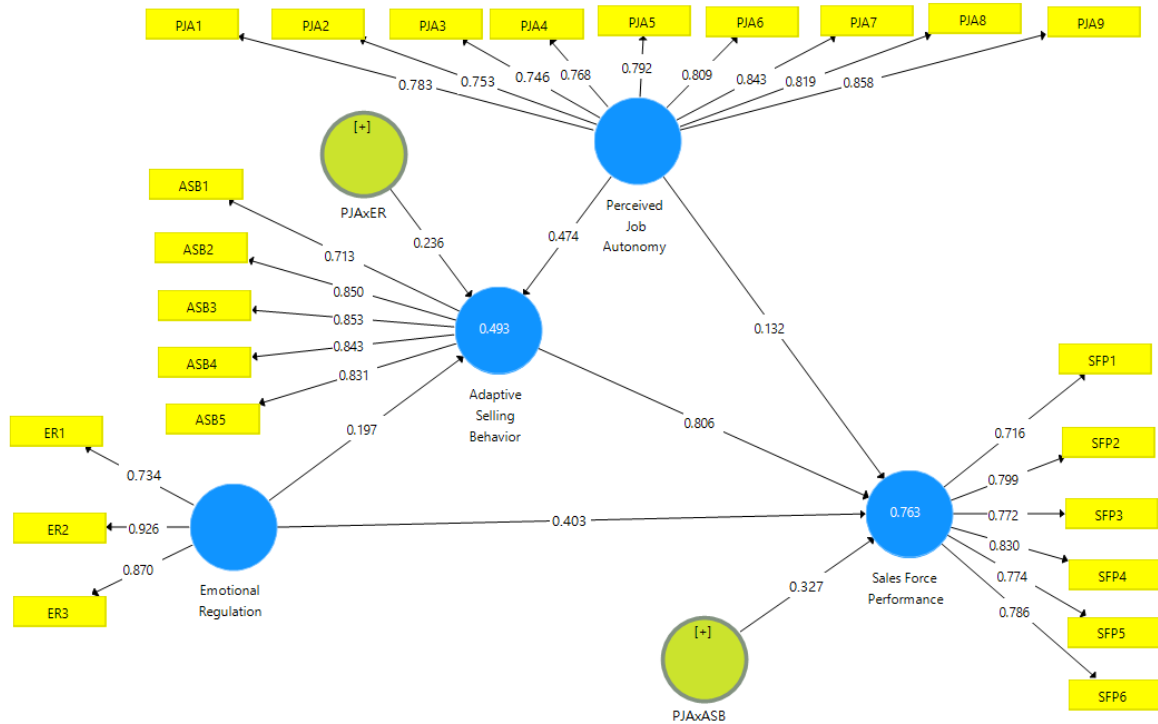 PJA1
PJA2
PJA3
PJA4
PJA5
PJA6
PJA7
PJA8
PJA9
0.783
0.753
0.746
0.768
0.792
0.809
0.843
0.819
0.858
[+]
PJAxER
Perceived
Job
Autonomy
ASB1
ASB2
ASB3
ASB4
ASB5
0.713
0.850
0.853
0.843
0.831
0.236
0.474
0.132
0.493
Adaptive
Selling
Behavior
0.197
0.806
ER1
ER2
ER3
0.734
0.926
0.870
Emotional
Regulation
0.403
0.763
Sales Force
Performance
0.327
[+]
PJAxASB
SFP1
SFP2
SFP3
SFP4
SFP5
SFP6
0.716
0.799
0.772
0.830
0.774
0.786